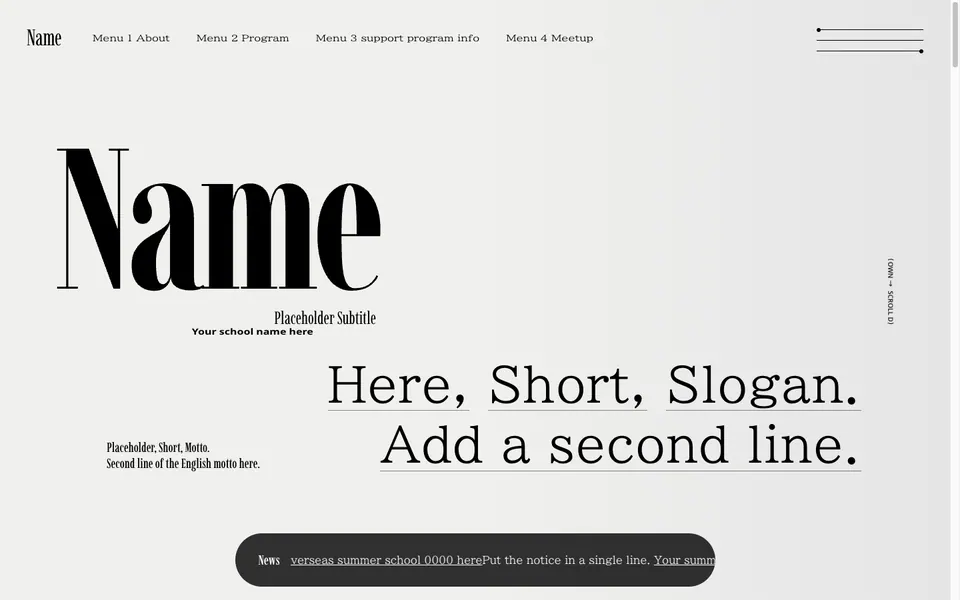 Name
Menu 1 About
Menu 2 Program
Menu 3 support program info
Menu 4 Meetup
Name
Placeholder Subtitle
Your school name here
(OWN → SCROLL D)
Here, Short, Slogan.
Add a second line.
Placeholder, Short, Motto.
Second line of the English motto here.
News verseas summer school 0000 herePut the notice in a single line. Your summ